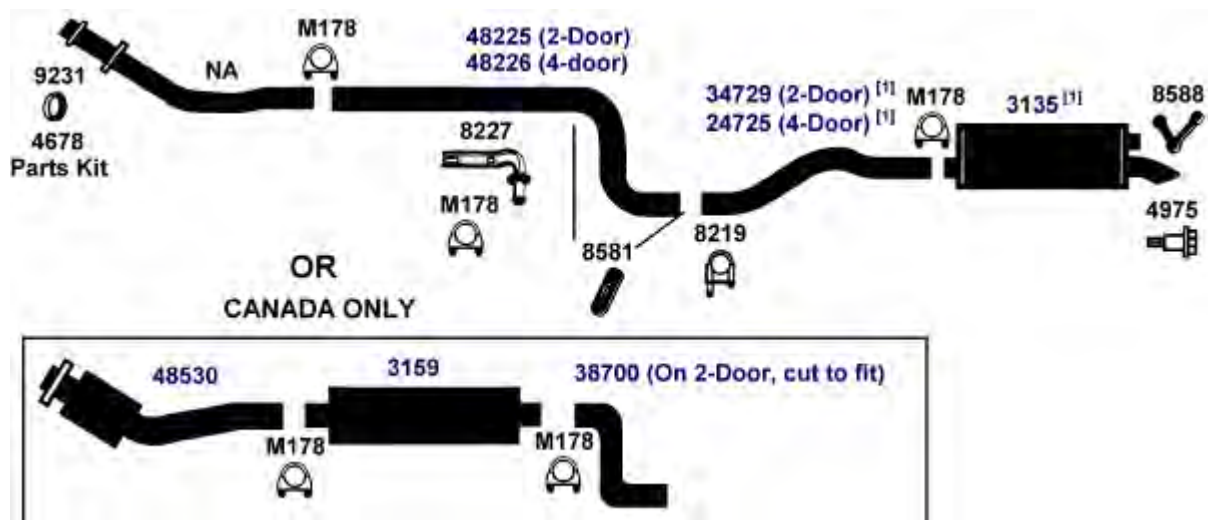 M178
48225 (2-Door)
48226 (4-door)
9231
NA
34729 (2-Door) [1]
24725 (4-Door) [1]
M178
3135 [1]
8588
4678
Parts Kit
8227
M178
4975
8581
8219
OR
CANADA ONLY
48530
3159
38700 (On 2-Door, cut to fit)
M178
M178